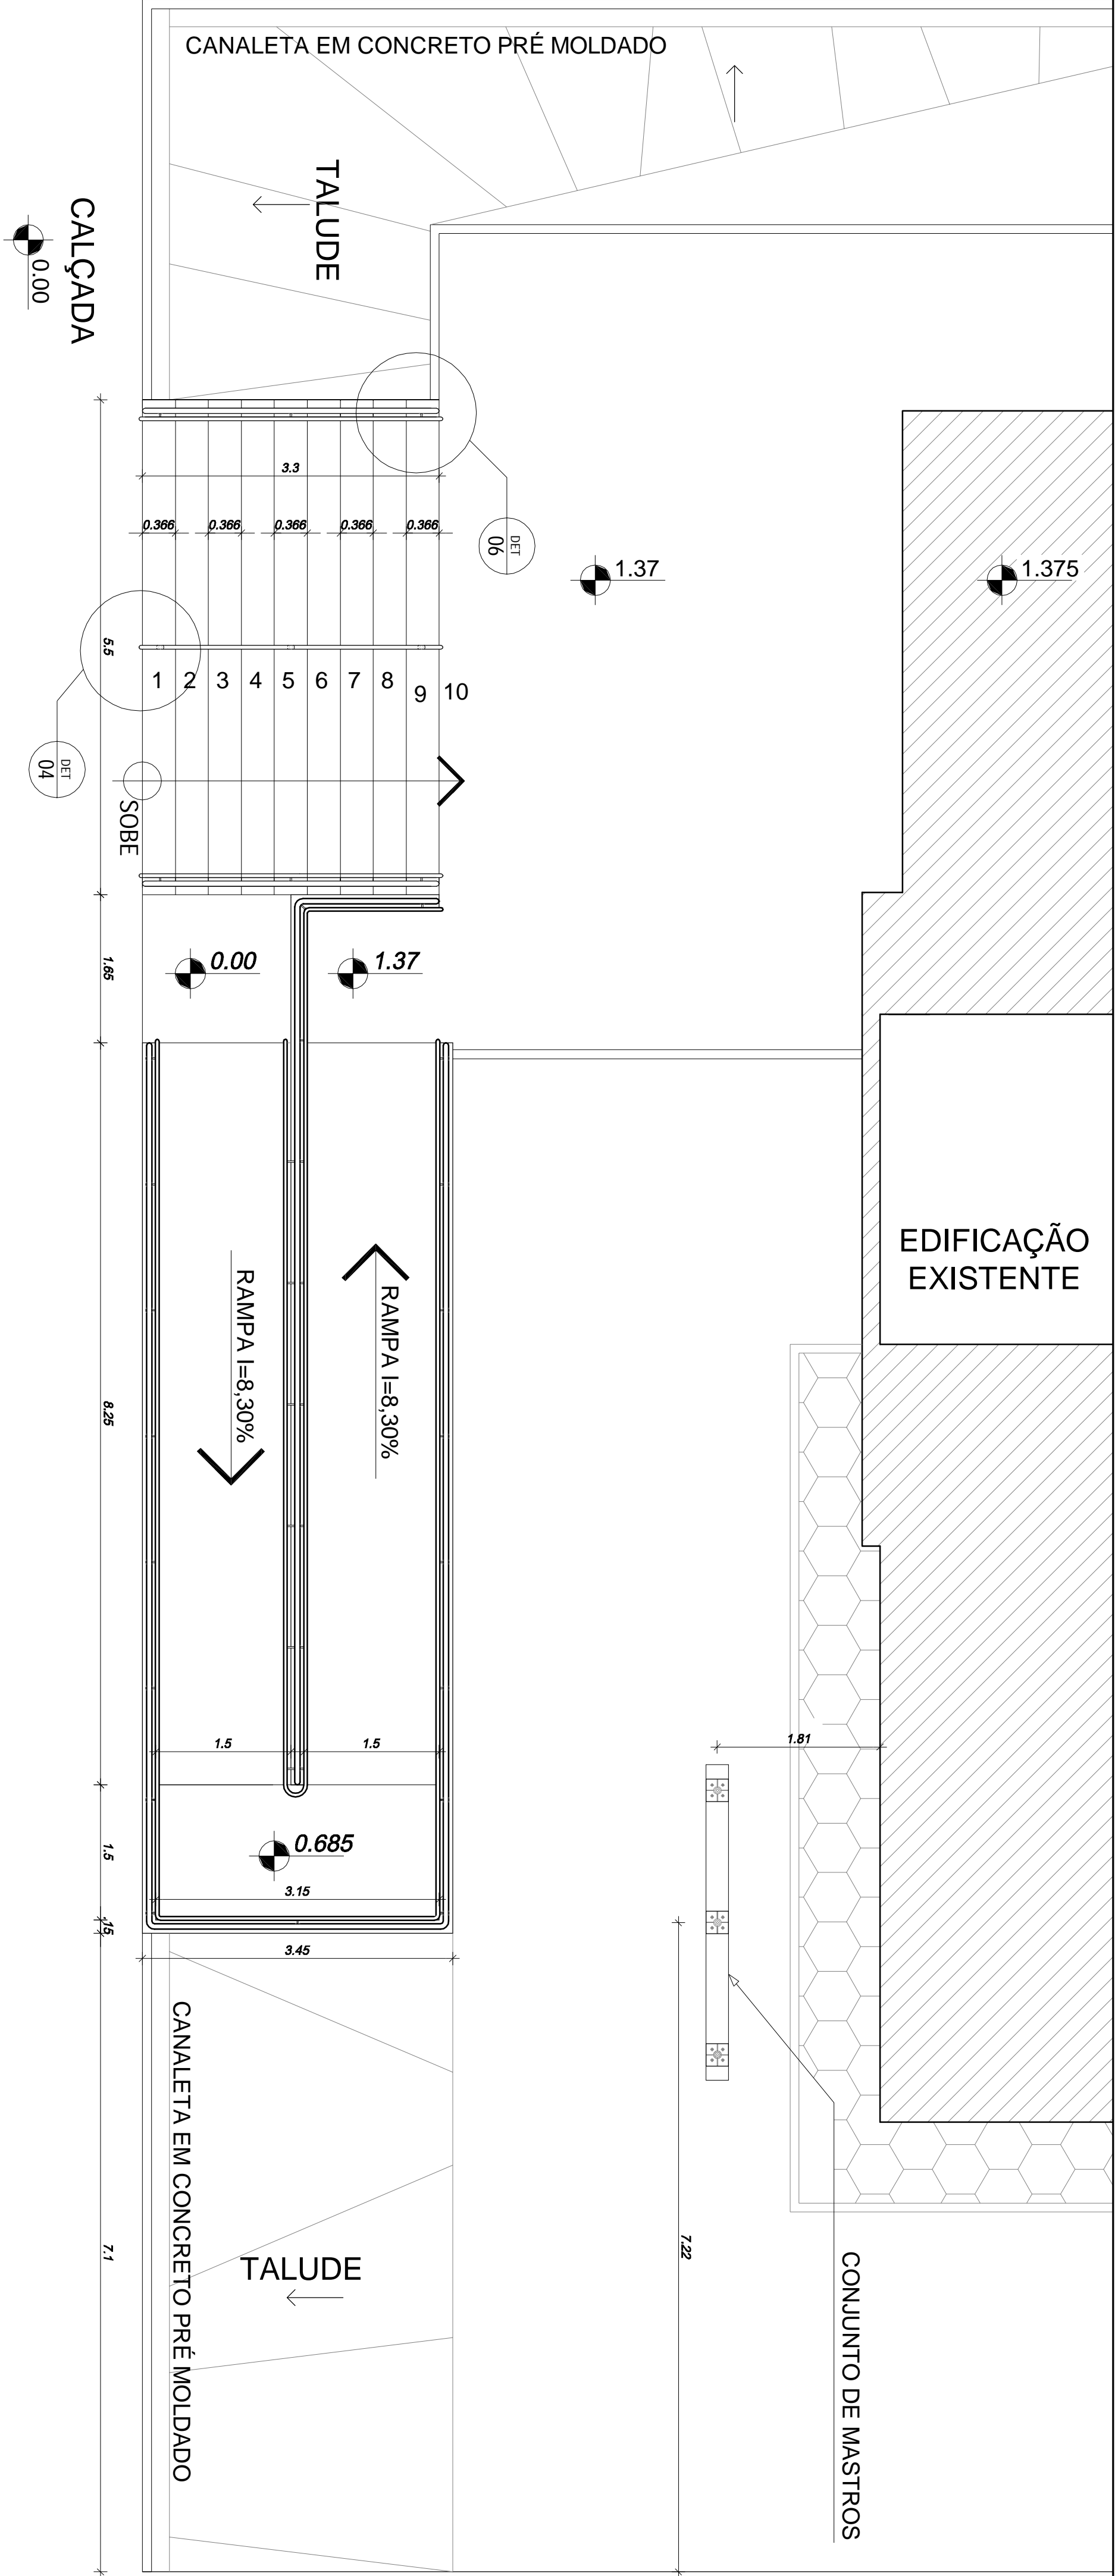 CANALETA EM CONCRETO PRÉ MOLDADO
TALUDE
CALÇADA
0.00
3.3
0.366
0.366
0.366
0.366
0.366
DET
06
1.37
1.375
5.5
1
2
3
4
5
6
7
8
9
10
DET
04
SOBE
0.00
1.37
1.65
EDIFICAÇÃO
EXISTENTE
RAMPA I=8,30%
RAMPA I=8,30%
8.25
1.5
1.5
1.81
0.685
1.5
3.15
.15
3.45
CANALETA EM CONCRETO PRÉ MOLDADO
TALUDE
7.1
7.22
CONJUNTO DE MASTROS